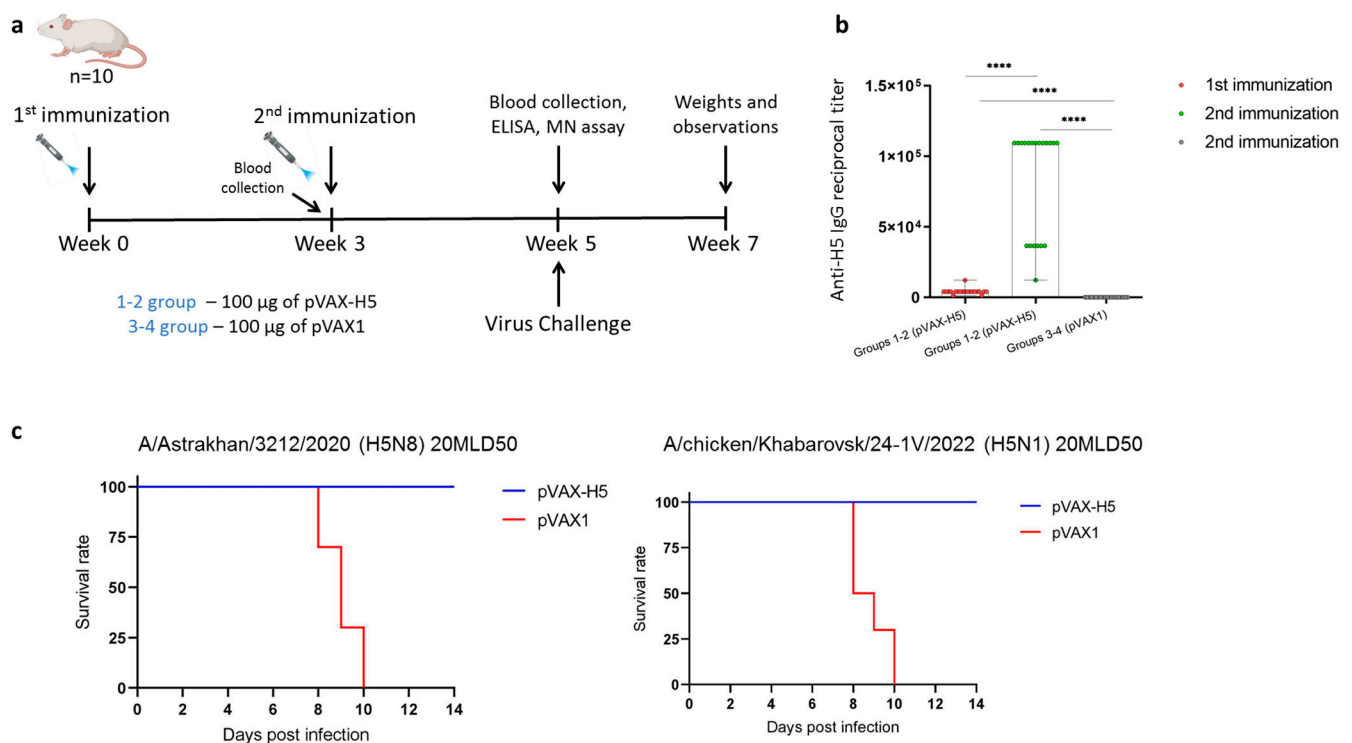 a
n=10
1st immunization
2nd immunization
Blood collection,
ELISA, MN assay
Weights and
observations
Blood
collection
Week 0
Week 3
Week 5
Week 7
1-2 group – 100 µg of pVAX-H5
3-4 group – 100 µg of pVAX1
Virus Challenge
b
Anti-H5 IgG reciprocal titer
1.5×10⁵
1×10⁵
5×10⁴
0
****
****
****
Groups 1-2 (pVAX-H5)
Groups 1-2 (pVAX-H5)
Groups 3-4 (pVAX1)
1st immunization
2nd immunization
2nd immunization
c
A/Astrakhan/3212/2020 (H5N8) 20MLD50
Survival rate
100
75
50
25
0
0 2 4 6 8 10 12 14
Days post infection
pVAX-H5
pVAX1
A/chicken/Khabarovsk/24-1V/2022 (H5N1) 20MLD50
Survival rate
100
75
50
25
0
0 2 4 6 8 10 12 14
Days post infection
pVAX-H5
pVAX1